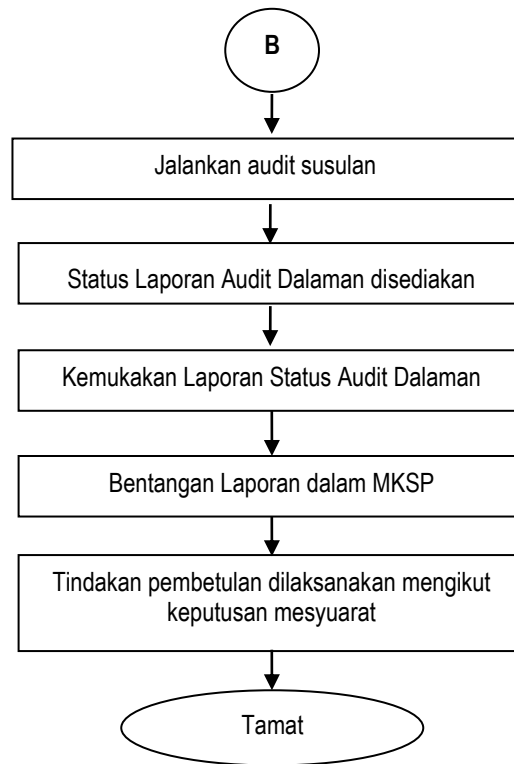 B
Jalankan audit susulan
Status Laporan Audit Dalaman disediakan
Kemukakan Laporan Status Audit Dalaman
Bentangan Laporan dalam MKSP
Tindakan pembetulan dilaksanakan mengikut
keputusan mesyuarat
Tamat